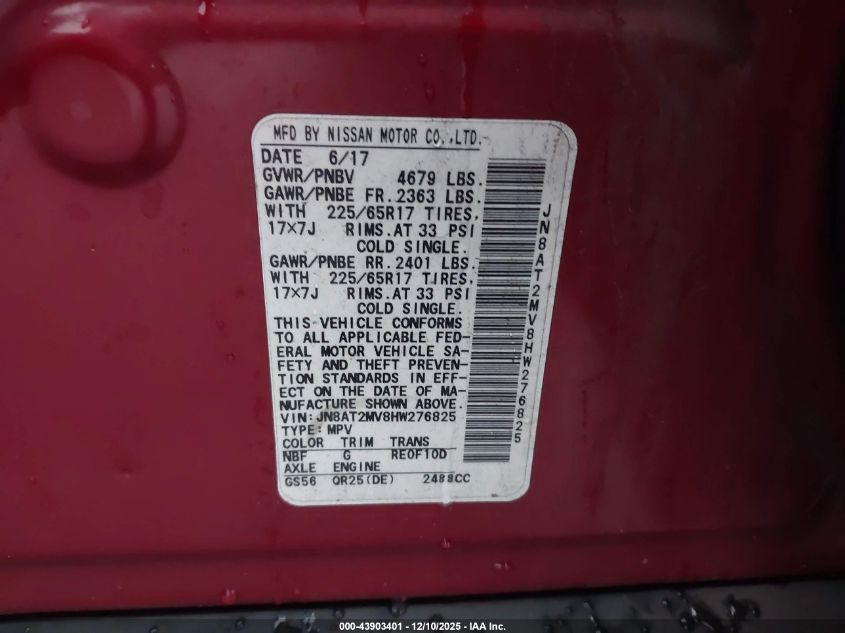 MFD BY NISSAN MOTOR CO.,LTD.
DATE 6/17
GVWR/PNBV 4679 LBS.
GAWR/PNBE FR. 2363 LBS.
WITH 225/65R17 TIRES,
17×7J RIMS. AT 33 PSI
COLD SINGLE.
GAWR/PNBE RR. 2401 LBS.
WITH 225/65R17 TIRES,
17×7J RIMS. AT 33 PSI
COLD SINGLE.
THIS VEHICLE CONFORMS
TO ALL APPLICABLE FED-
ERAL MOTOR VEHICLE SA-
FETY AND THEFT PREVEN-
TION STANDARDS IN EFF-
ECT ON THE DATE OF MA-
NUFACTURE SHOWN ABOVE.
VIN: JN8AT2MV8HW276825
TYPE: MPV
COLOR TRIM TRANS
NBF G RE0F10D
AXLE ENGINE
GS56 QR25(DE) 2488CC
JN8AT2MV8HW276825
000-43903401 - 12/10/2025 - IAA Inc.